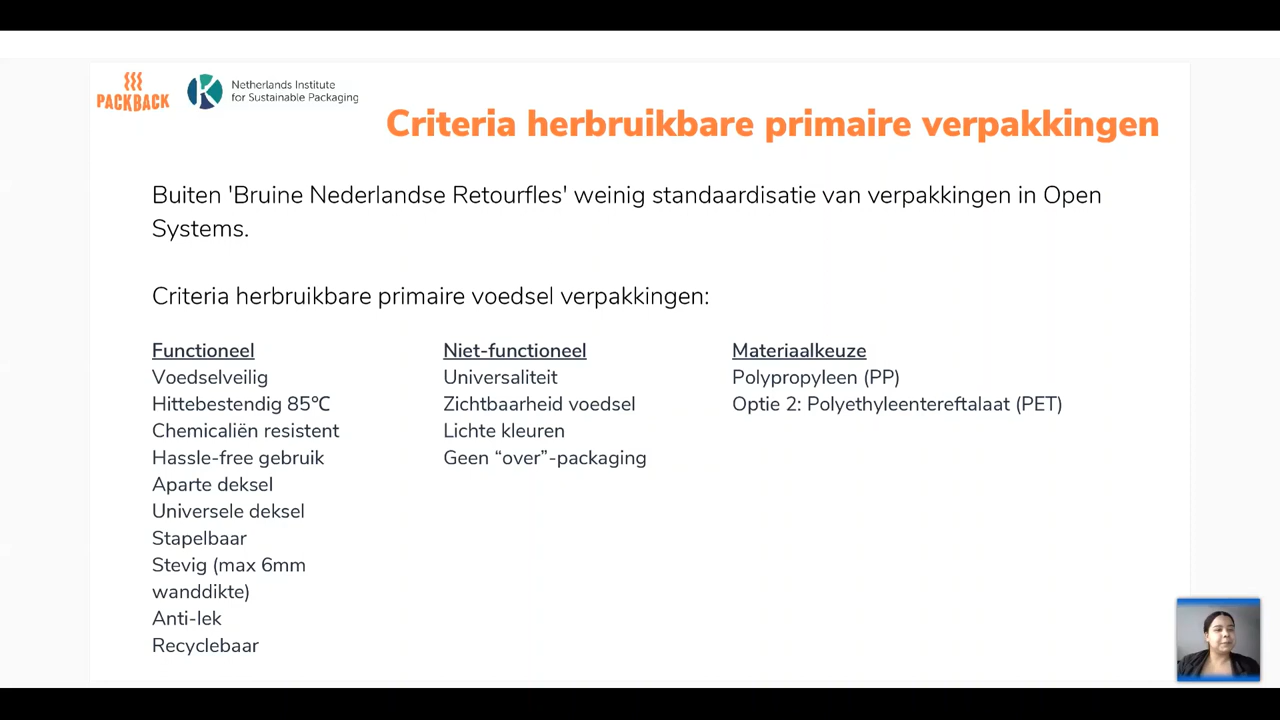 PACKBACK
Netherlands Institute
for Sustainable Packaging
Criteria herbruikbare primaire verpakkingen
Buiten 'Bruine Nederlandse Retourfles' weinig standaardisatie van verpakkingen in Open
Systems.
Criteria herbruikbare primaire voedsel verpakkingen:
Functioneel
Voedselveilig
Hittebestendig 85℃
Chemicaliën resistent
Hassle-free gebruik
Aparte deksel
Universele deksel
Stapelbaar
Stevig (max 6mm
wanddikte)
Anti-lek
Recyclebaar
Niet-functioneel
Universaliteit
Zichtbaarheid voedsel
Lichte kleuren
Geen “over”-packaging
Materiaalkeuze
Polypropyleen (PP)
Optie 2: Polyethyleentereftalaat (PET)